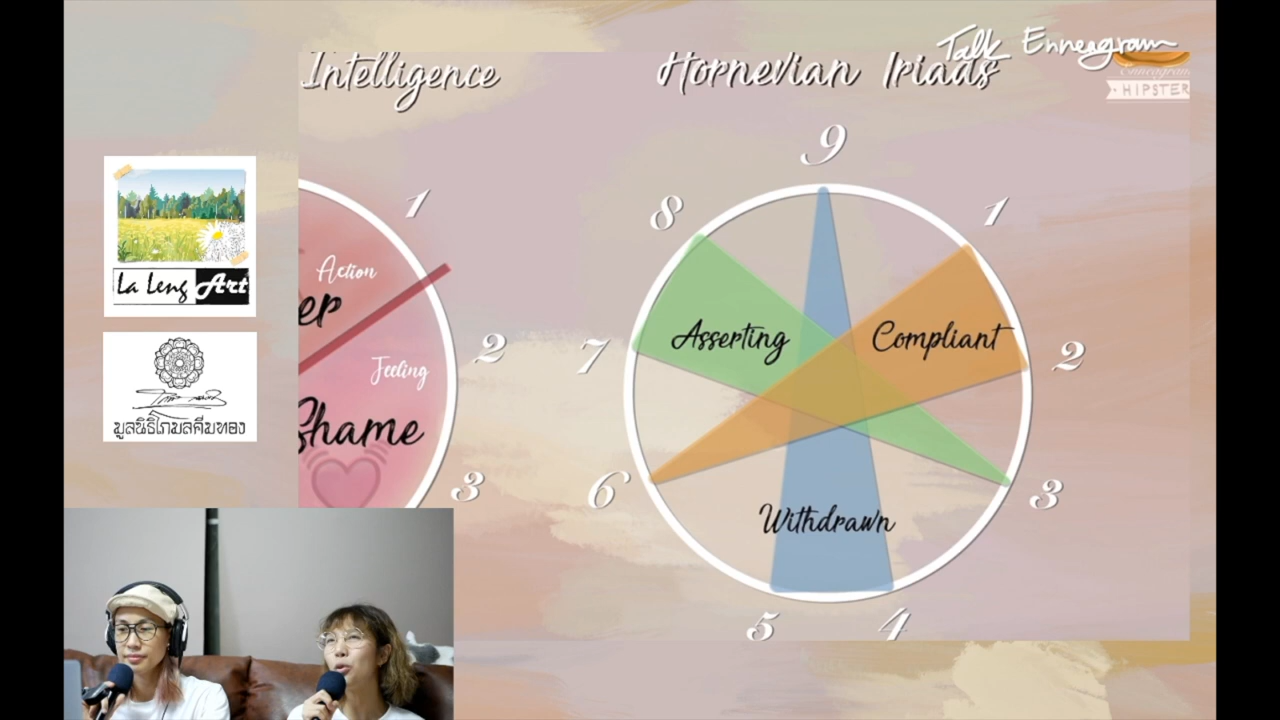 Talk Enneagram
Intelligence
Hornevian Triads
Enneagram
HIPSTER
La Leng Art
มูลนิธิโกมลคีมทอง
1
Action
er
2
Feeling
Shame
3
9
8
1
Asserting
Compliant
7
2
6
3
Withdrawn
5
4